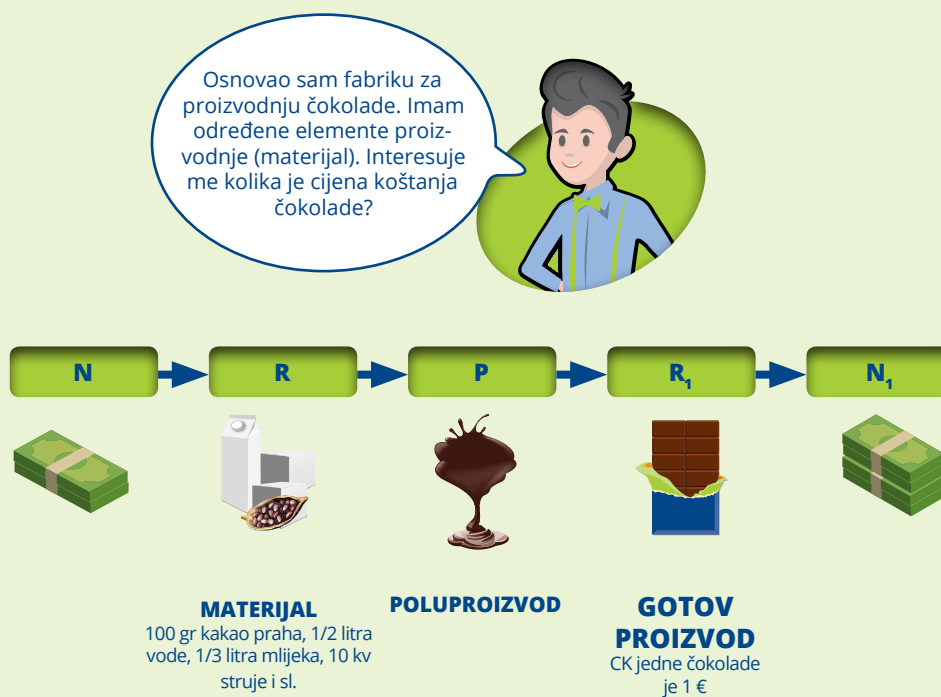 Osnovao sam fabriku za
proizvodnju čokolade. Imam
određene elemente proiz-
vodnje (materijal). Interesuje
me kolika je cijena koštanja
čokolade?
N
R
P
R₁
N₁
MATERIJAL
100 gr kakao praha, 1/2 litra
vode, 1/3 litra mlijeka, 10 kv
struje i sl.
POLUPROIZVOD
GOTOV
PROIZVOD
CK jedne čokolade
je 1 €